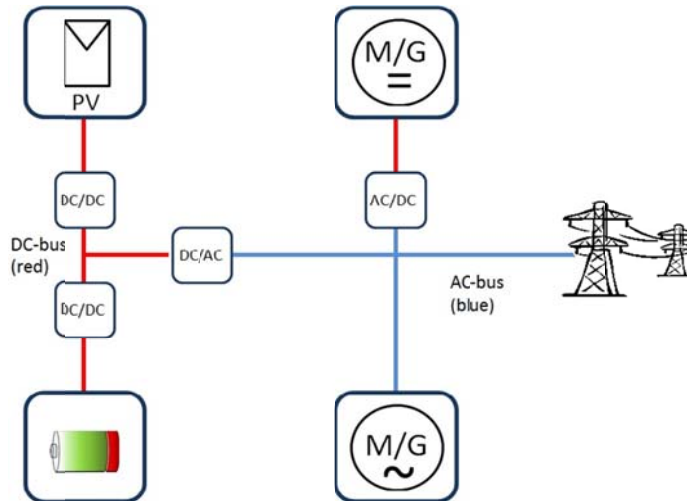 PV
M/G
=
DC/DC
AC/DC
DC-bus
(red)
DC/AC
AC-bus
(blue)
DC/DC
M/G
~